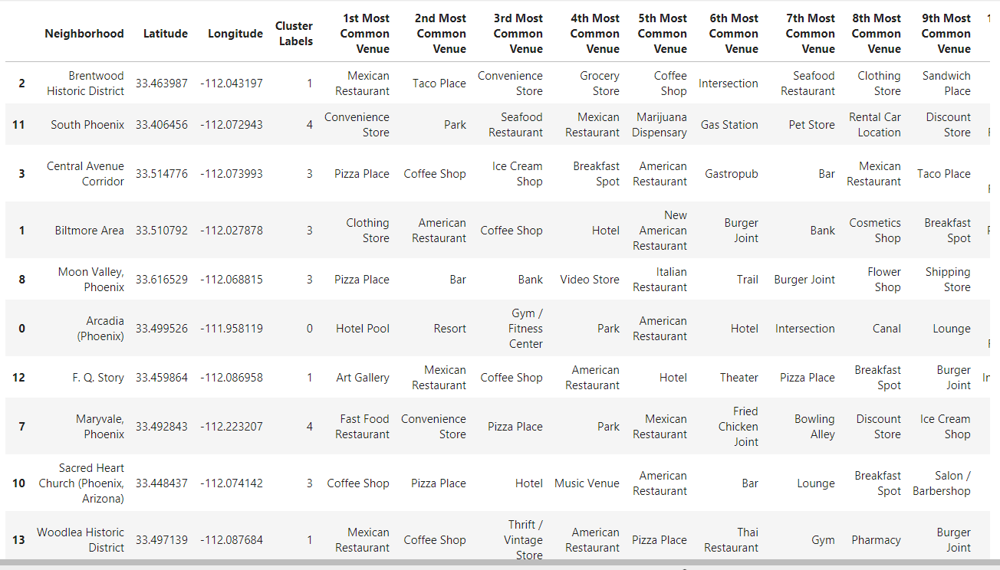 Neighborhood Latitude Longitude Cluster Labels 1st Most Common Venue 2nd Most Common Venue 3rd Most Common Venue 4th Most Common Venue 5th Most Common Venue 6th Most Common Venue 7th Most Common Venue 8th Most Common Venue 9th Most Common Venue
2 Brentwood Historic District 33.463987 -112.043197 1 Mexican Restaurant Taco Place Convenience Store Grocery Store Coffee Shop Intersection Seafood Restaurant Clothing Store Sandwich Place
11 South Phoenix 33.406456 -112.072943 4 Convenience Store Park Seafood Restaurant Mexican Restaurant Marijuana Dispensary Gas Station Pet Store Rental Car Location Discount Store
3 Central Avenue Corridor 33.514776 -112.073993 3 Pizza Place Coffee Shop Ice Cream Shop Breakfast Spot American Restaurant Gastropub Bar Mexican Restaurant Taco Place
1 Biltmore Area 33.510792 -112.027878 3 Clothing Store American Restaurant Coffee Shop Hotel New American Restaurant Burger Joint Bank Cosmetics Shop Breakfast Spot
8 Moon Valley, Phoenix 33.616529 -112.068815 3 Pizza Place Bar Bank Video Store Italian Restaurant Trail Burger Joint Flower Shop Shipping Store
0 Arcadia (Phoenix) 33.499526 -111.958119 0 Hotel Pool Resort Gym / Fitness Center Park American Restaurant Hotel Intersection Canal Lounge
12 F. Q. Story 33.459864 -112.086958 1 Art Gallery Mexican Restaurant Coffee Shop American Restaurant Hotel Theater Pizza Place Breakfast Spot Burger Joint
7 Maryvale, Phoenix 33.492843 -112.223207 4 Fast Food Restaurant Convenience Store Pizza Place Park Mexican Restaurant Fried Chicken Joint Bowling Alley Discount Store Ice Cream Shop
10 Sacred Heart Church (Phoenix, Arizona) 33.448437 -112.074142 3 Coffee Shop Pizza Place Hotel Music Venue American Restaurant Bar Lounge Breakfast Spot Salon / Barbershop
13 Woodlea Historic District 33.497139 -112.087684 1 Mexican Restaurant Coffee Shop Thrift / Vintage Store American Restaurant Pizza Place Thai Restaurant Gym Pharmacy Burger Joint